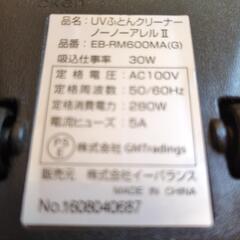 品名:UVふとんクリーナー
ノーノーアレルⅡ
品番:EB-RM600MA(G)
吸込仕事率 30W
定格電圧:AC100V
定格周波数:50/60Hz
定格消費電力:280W
電流ヒューズ:5A
PS
E
株式会社 GMTradings
販売元 株式会社イーバランス
MADE IN CHINA
No.1608040687